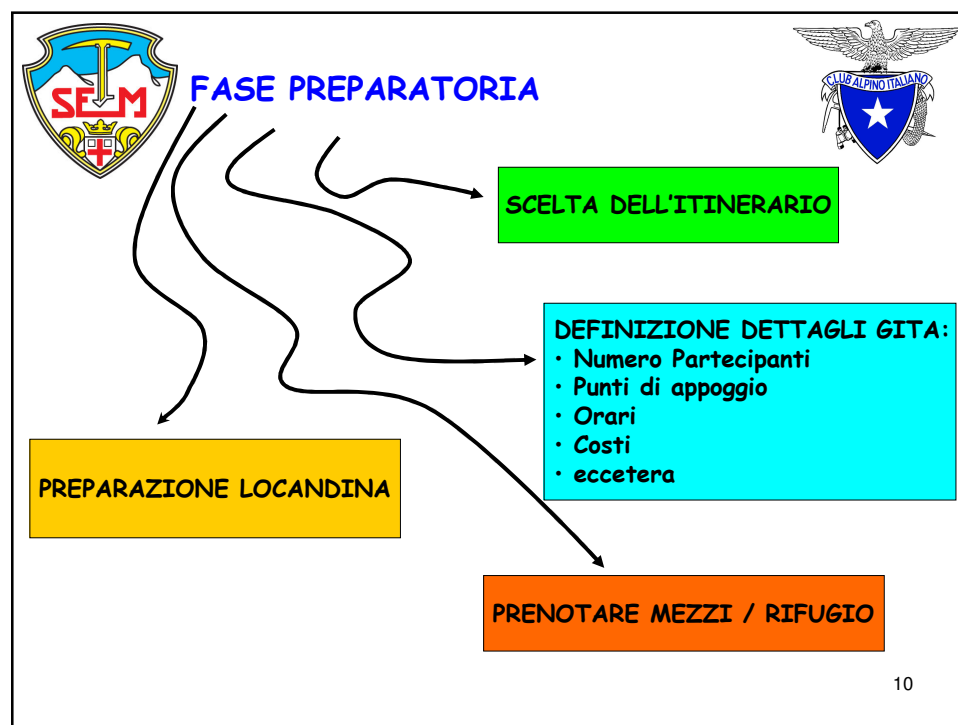 SEM
CLUB ALPINO ITALIANO
FASE PREPARATORIA
SCELTA DELL'ITINERARIO
DEFINIZIONE DETTAGLI GITA:
• Numero Partecipanti
• Punti di appoggio
• Orari
• Costi
• eccetera
PREPARAZIONE LOCANDINA
PRENOTARE MEZZI / RIFUGIO
10